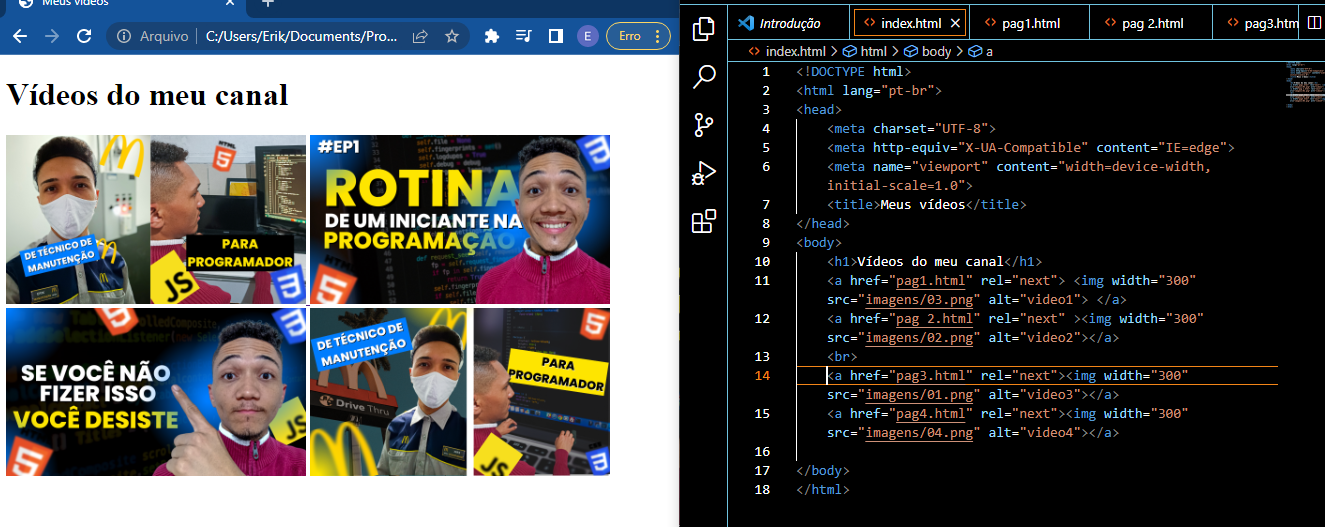 Meus vídeos
Arquivo C:/Users/Erik/Documents/Pro... E Erro
Vídeos do meu canal
HTML
DE TÉCNICO DE
MANUTENÇÃO
PARA
PROGRAMADOR
JS
3
#EP1
ROTINA
DE UM INICIANTE NA
PROGRAMAÇÃO
5
3
SE VOCÊ NÃO
FIZER ISSO
VOCÊ DESISTE
5
JS
3
DE TÉCNICO DE
MANUTENÇÃO
Drive Thru
PARA
PROGRAMADOR
5
JS
3
Introdução index.html pag1.html pag 2.html pag3.htm
index.html > html > body > a
1 <!DOCTYPE html>
2 <html lang="pt-br">
3 <head>
4 <meta charset="UTF-8">
5 <meta http-equiv="X-UA-Compatible" content="IE=edge">
6 <meta name="viewport" content="width=device-width,
initial-scale=1.0">
7 <title>Meus vídeos</title>
8 </head>
9 <body>
10 <h1>Vídeos do meu canal</h1>
11 <a href="pag1.html" rel="next"> <img width="300"
src="imagens/03.png" alt="video1"> </a>
12 <a href="pag 2.html" rel="next" ><img width="300"
src="imagens/02.png" alt="video2"></a>
13 <br>
14 <a href="pag3.html" rel="next"><img width="300"
src="imagens/01.png" alt="video3"></a>
15 <a href="pag4.html" rel="next"><img width="300"
src="imagens/04.png" alt="video4"></a>
16
17 </body>
18 </html>